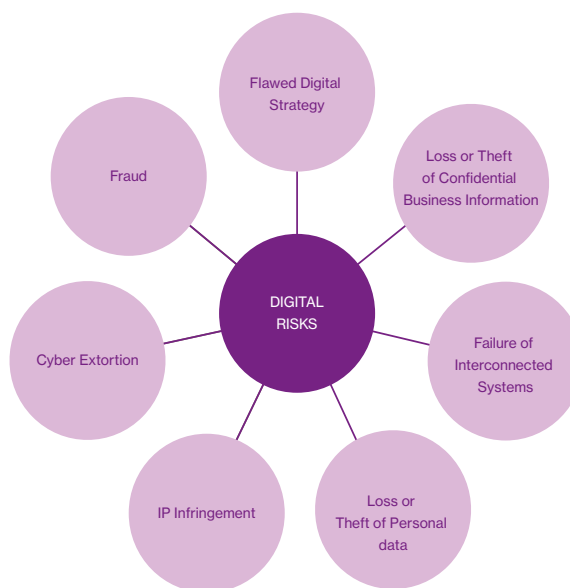 Flawed Digital
Strategy
Loss or Theft
of Confidential
Business Information
Failure of
Interconnected
Systems
Loss or
Theft of Personal
data
IP Infringement
Cyber Extortion
Fraud
DIGITAL
RISKS